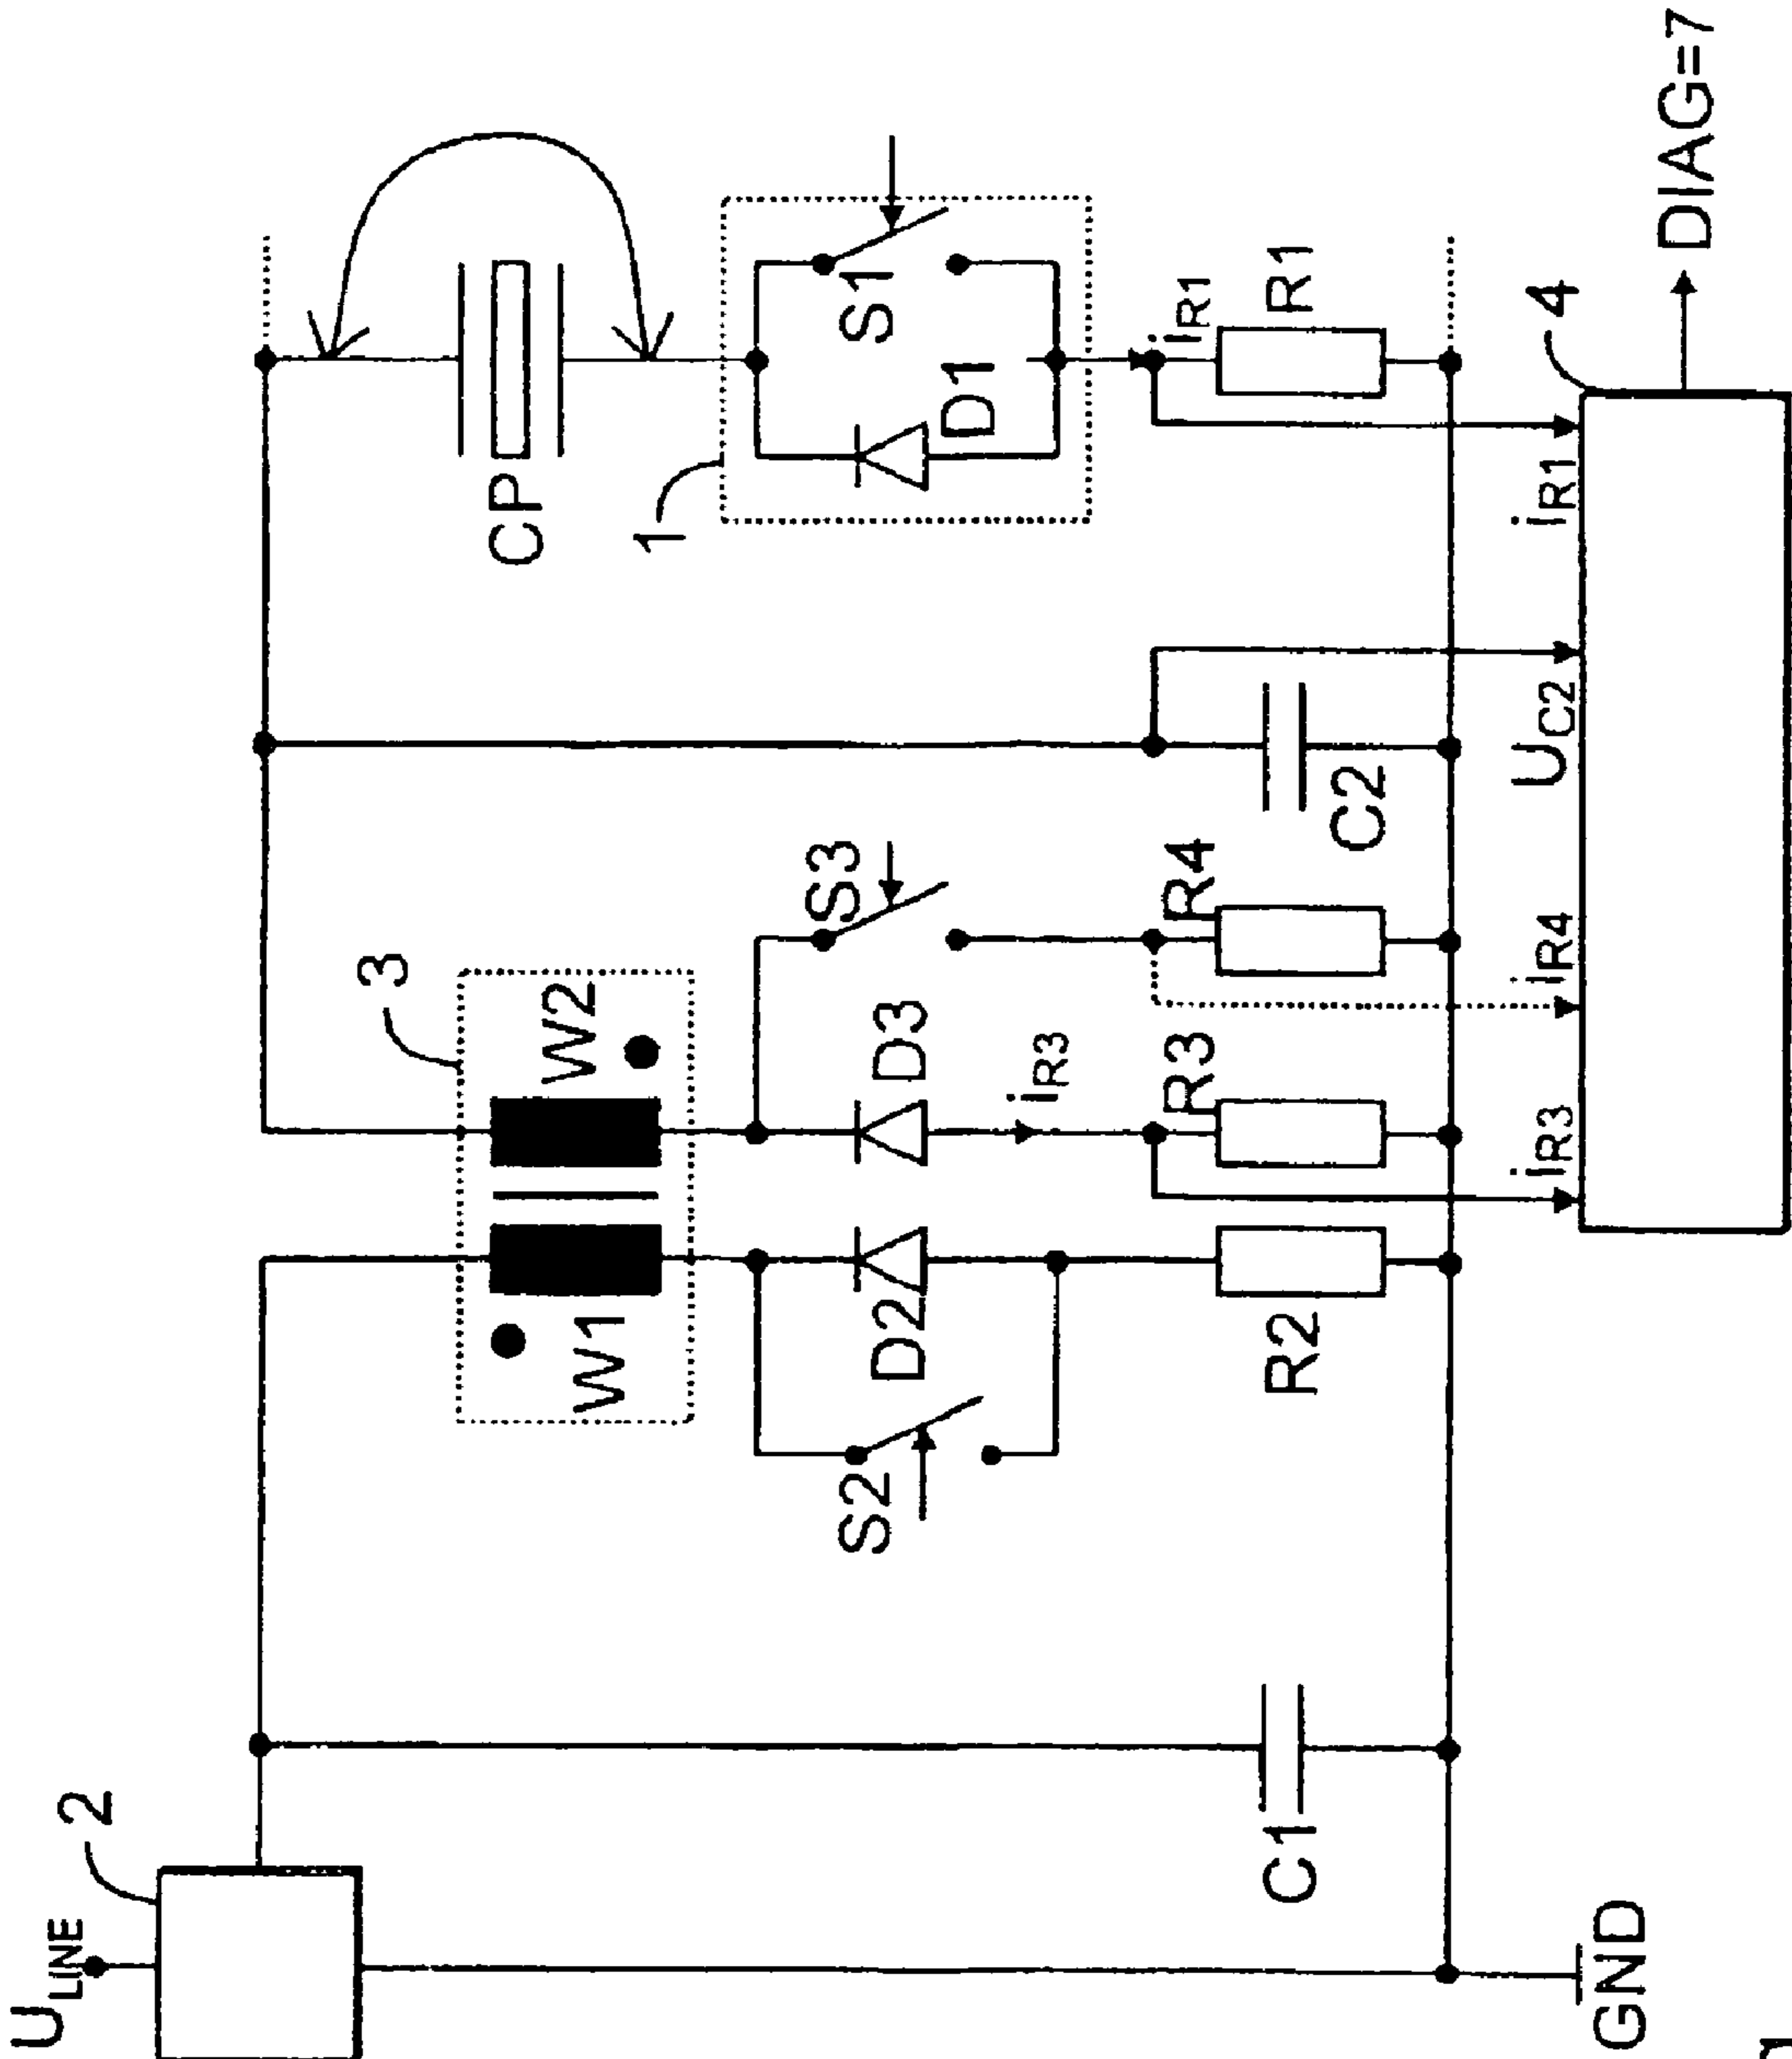 U_LINE
2
3
W1
W2
CP
1
S1
D1
S2
D2
D3
S3
i_R3
i_R1
C1
R2
R3
R4
C2
R1
4
i_R3
i_R4
U_C2
i_R1
GND
DIAG=7